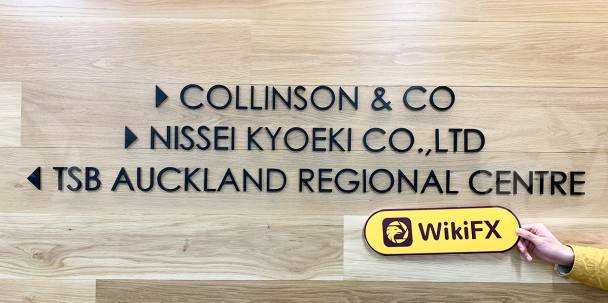 ▶ COLLINSON & CO
▶ NISSEI KYOEKI CO.,LTD
◀ TSB AUCKLAND REGIONAL CENTRE
WikiFX